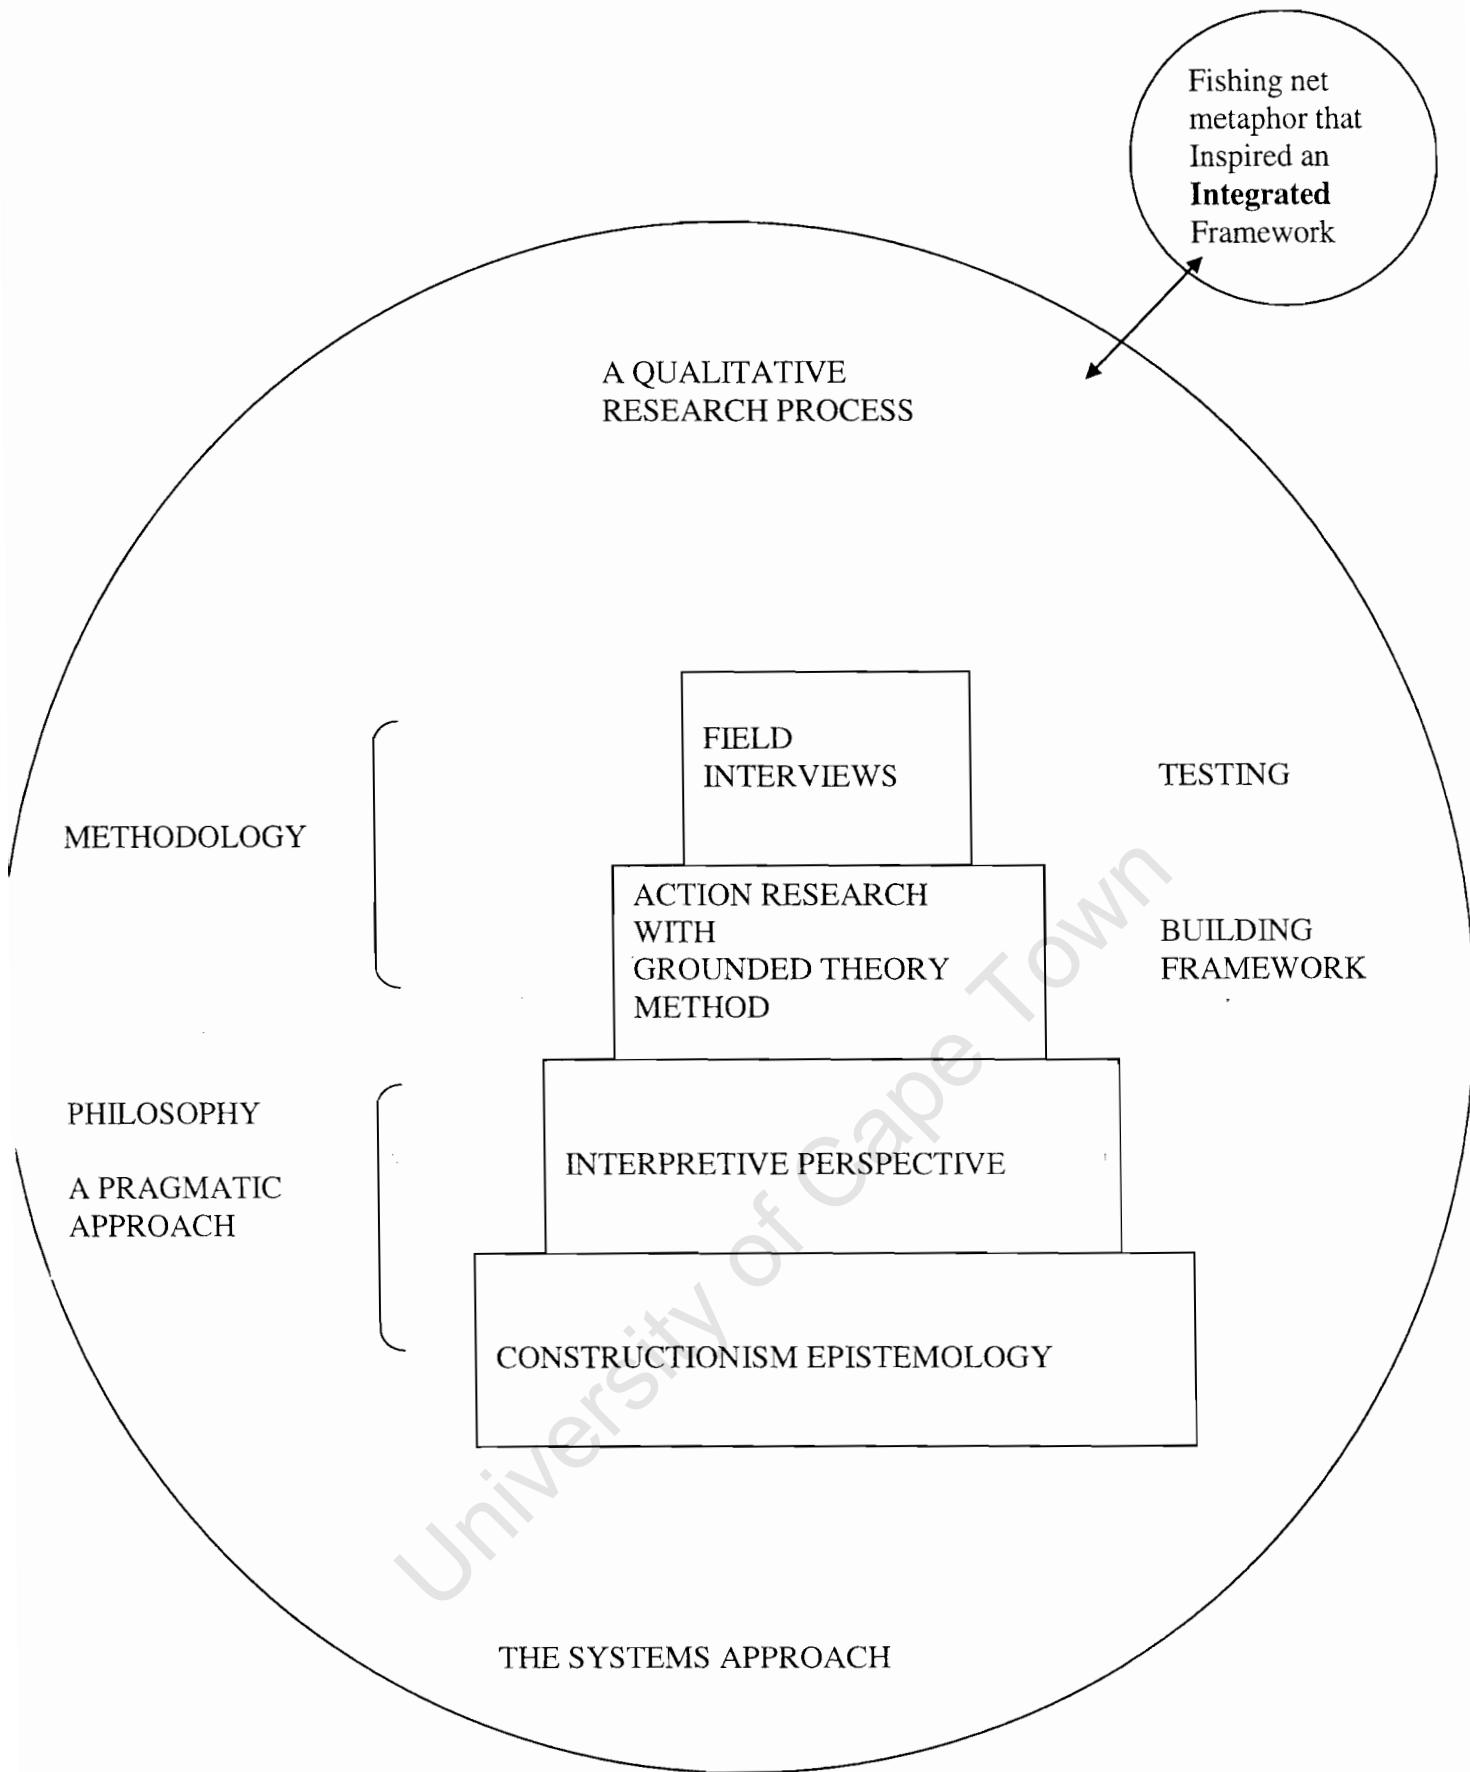 Fishing net
metaphor that
Inspired an
Integrated
Framework
A QUALITATIVE
RESEARCH PROCESS
FIELD
INTERVIEWS
TESTING
METHODOLOGY
ACTION RESEARCH
WITH
GROUNDED THEORY
METHOD
BUILDING
FRAMEWORK
PHILOSOPHY
A PRAGMATIC
APPROACH
INTERPRETIVE PERSPECTIVE
CONSTRUCTIONISM EPISTEMOLOGY
THE SYSTEMS APPROACH
University of Cape Town